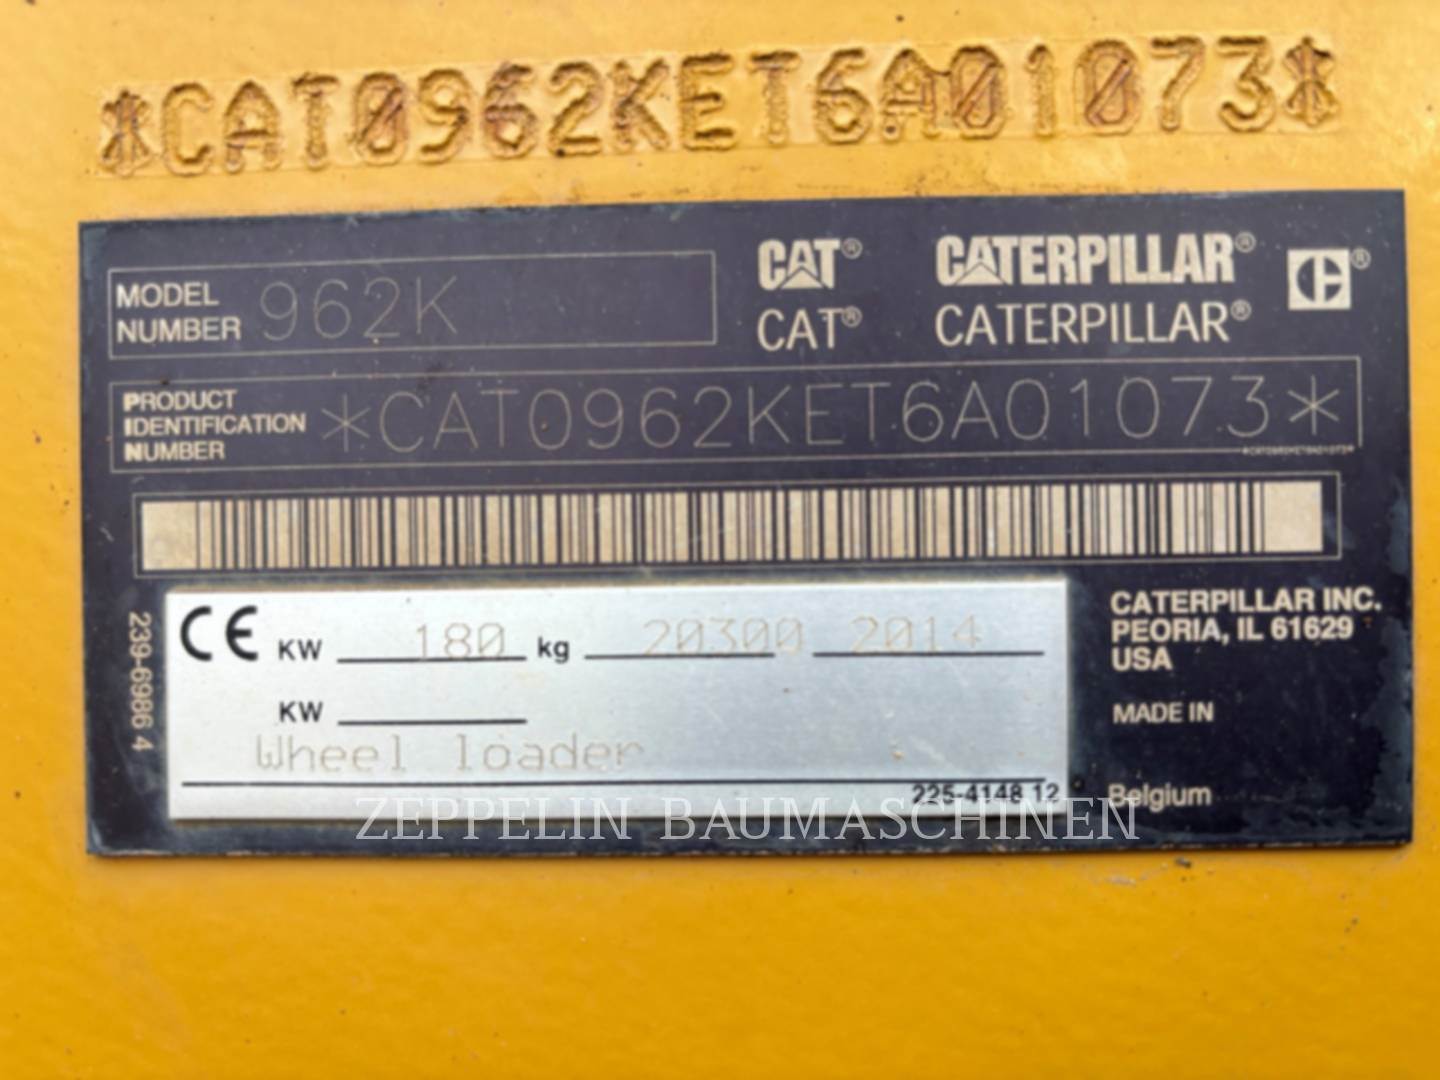 *CAT0962KET6A01073*
MODEL NUMBER 962K
CAT® CATERPILLAR®
CAT® CATERPILLAR®
PRODUCT IDENTIFICATION NUMBER *CAT0962KET6A01073*
*CAT0962KET6A01073*
239-6986 4
CE KW 180 kg 20300 2014
KW
Wheel loader
225-4148 12
CATERPILLAR INC.
PEORIA, IL 61629
USA
MADE IN
Belgium
ZEPPELIN BAUMASCHINEN